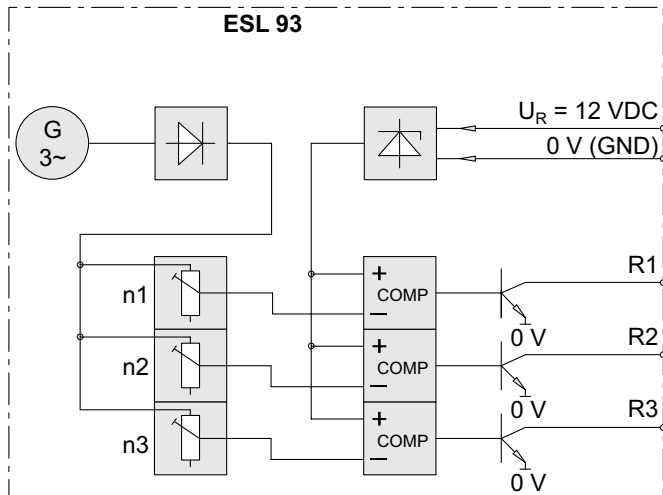 ESL 93
G
3~
U_R = 12 VDC
0 V (GND)
n1
+
COMP
−
R1
0 V
n2
+
COMP
−
R2
0 V
n3
+
COMP
−
R3
0 V